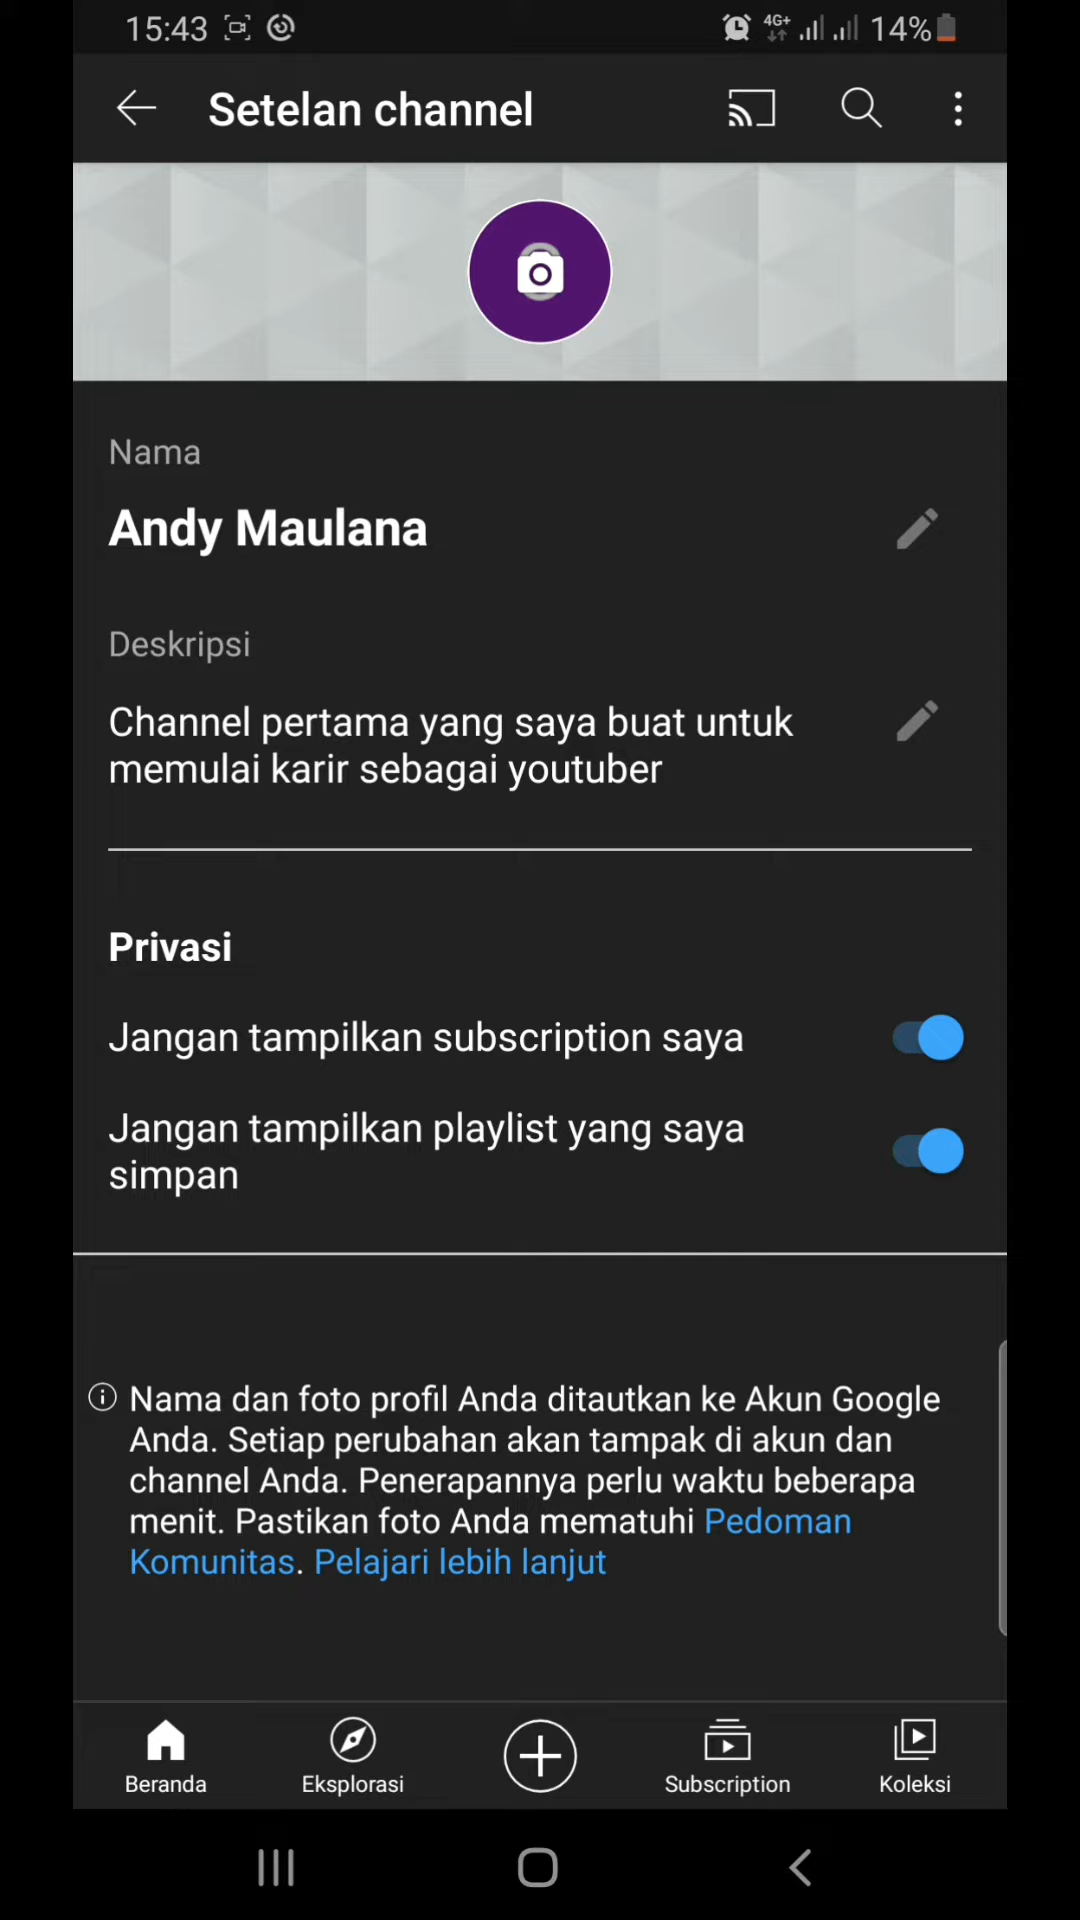 15:43
4G+
14%
Setelan channel
Nama
Andy Maulana
Deskripsi
Channel pertama yang saya buat untuk
memulai karir sebagai youtuber
Privasi
Jangan tampilkan subscription saya
Jangan tampilkan playlist yang saya
simpan
Nama dan foto profil Anda ditautkan ke Akun Google
Anda. Setiap perubahan akan tampak di akun dan
channel Anda. Penerapannya perlu waktu beberapa
menit. Pastikan foto Anda mematuhi Pedoman
Komunitas. Pelajari lebih lanjut
Beranda
Eksplorasi
Subscription
Koleksi